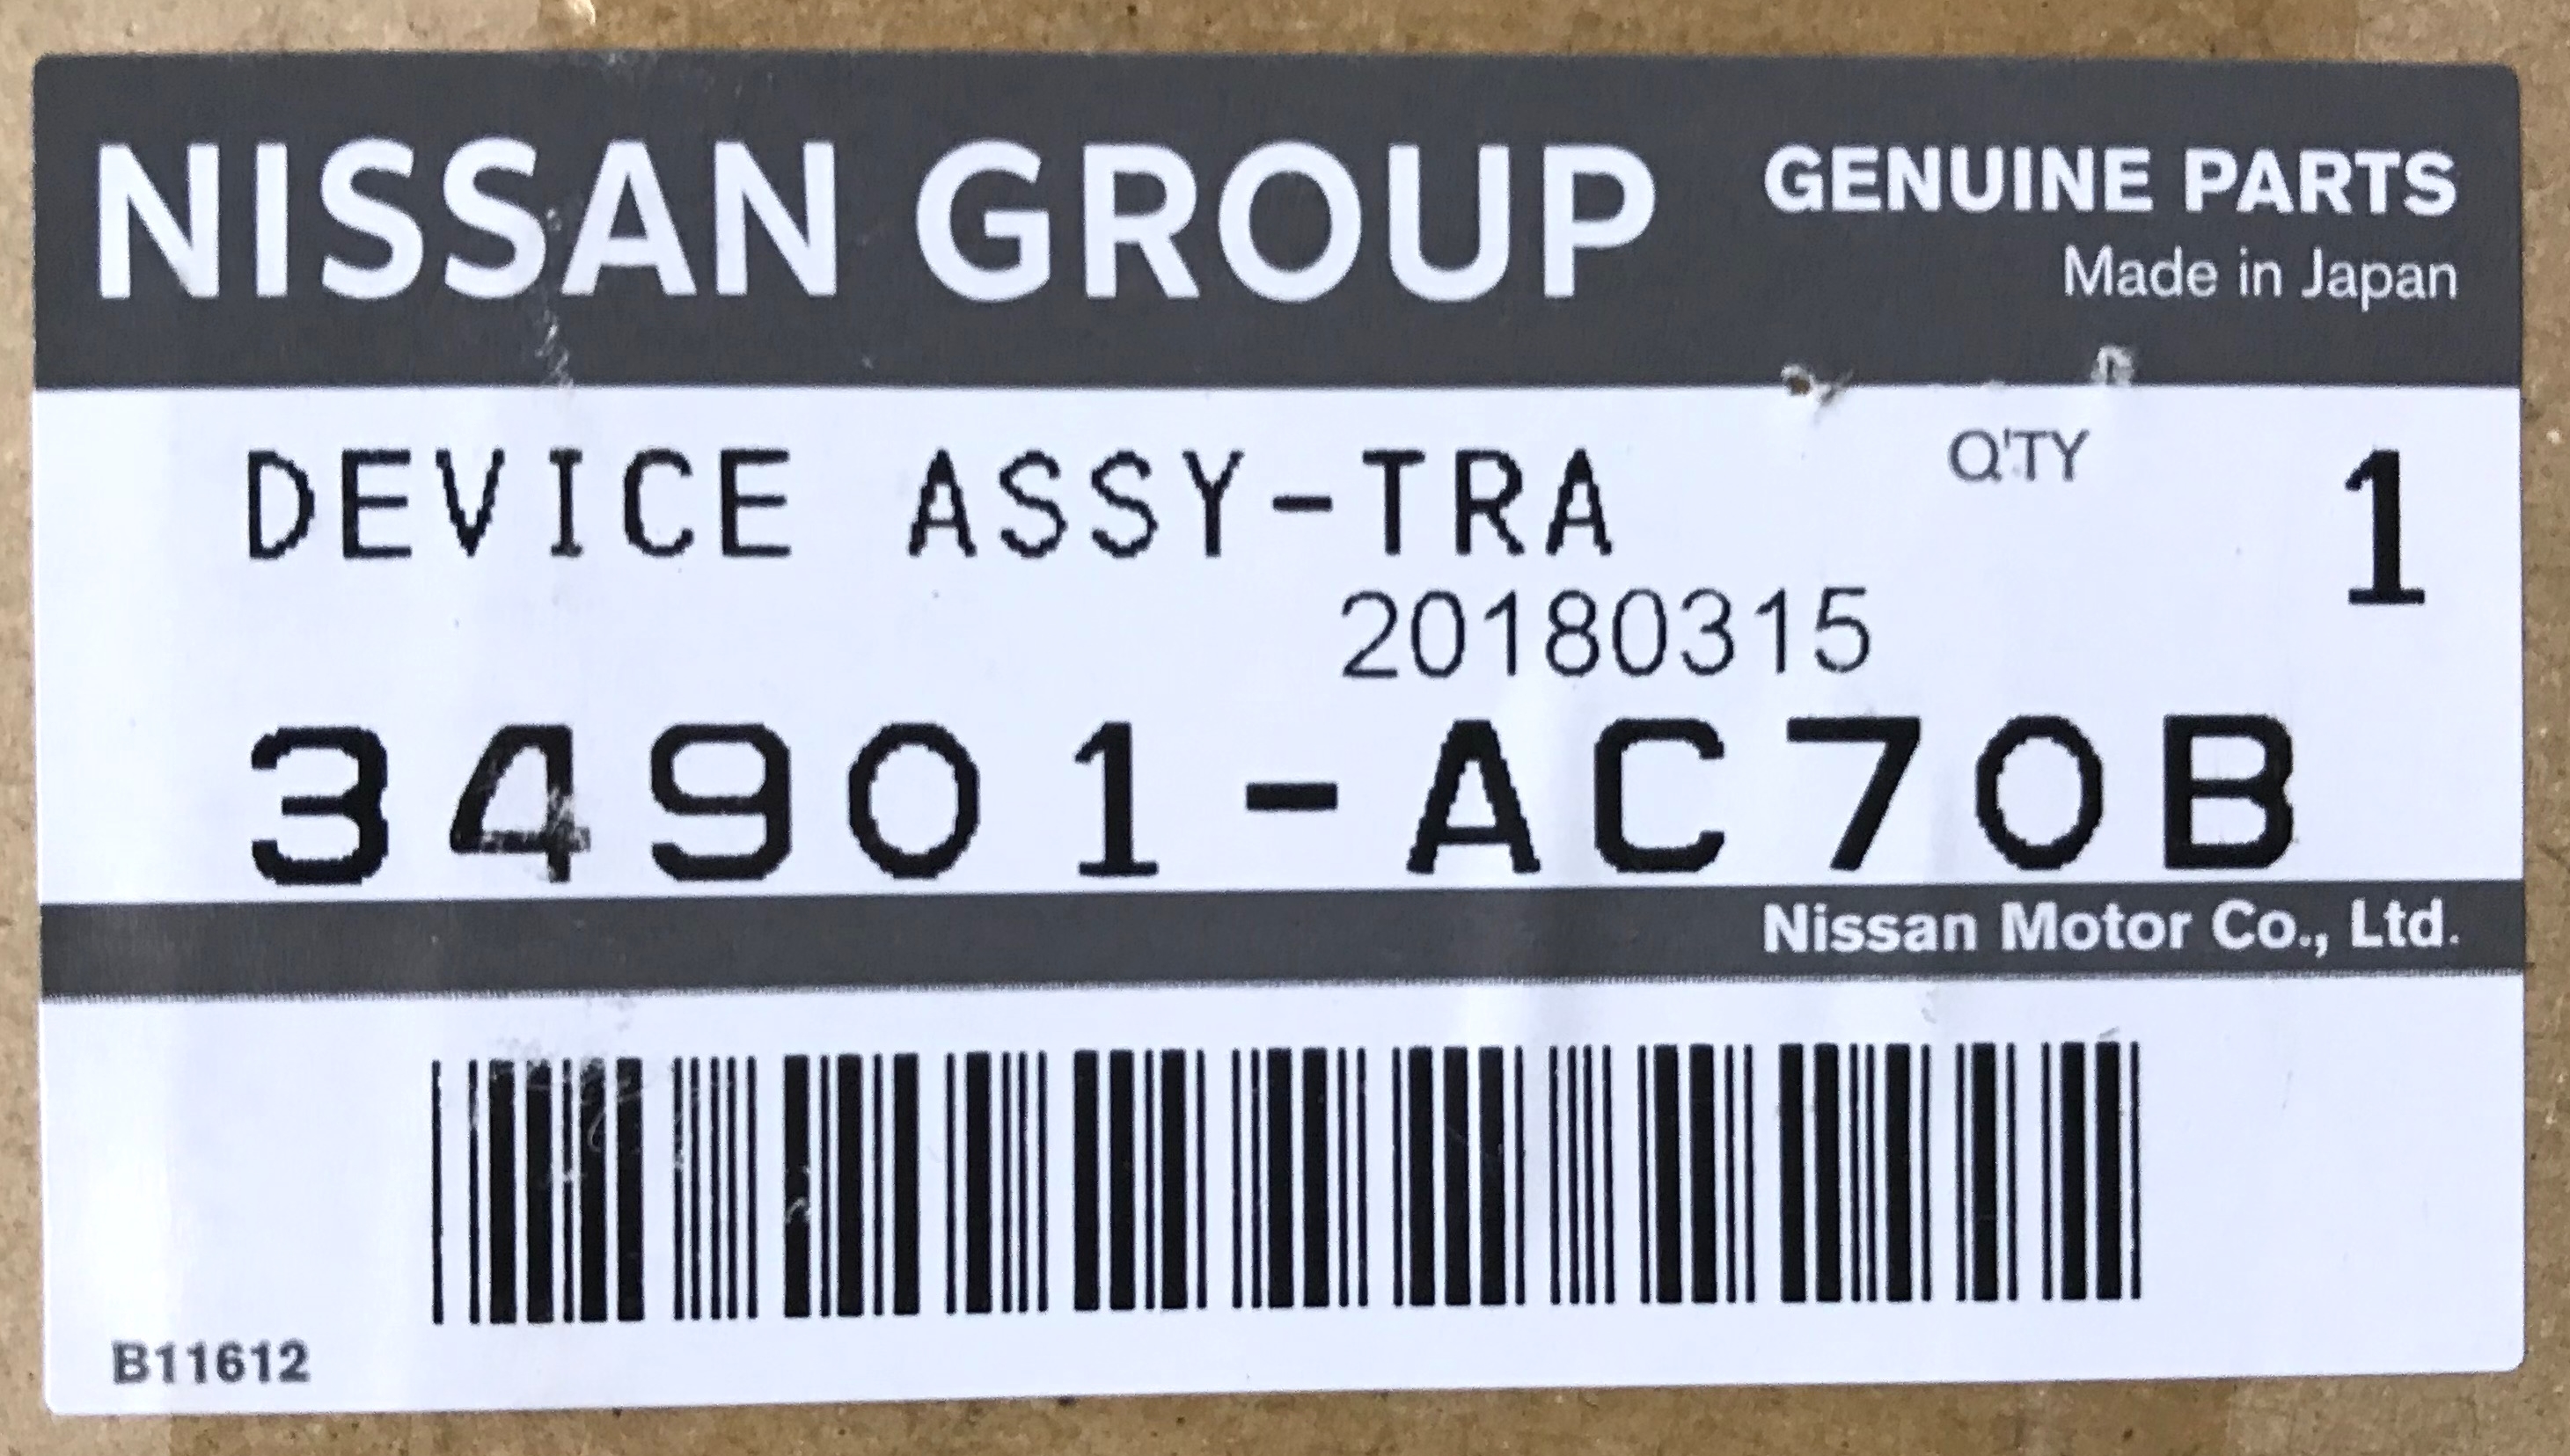 NISSAN GROUP GENUINE PARTS
Made in Japan
DEVICE ASSY-TRA Q'TY 1
20180315
34901-AC70B
Nissan Motor Co., Ltd.
B11612